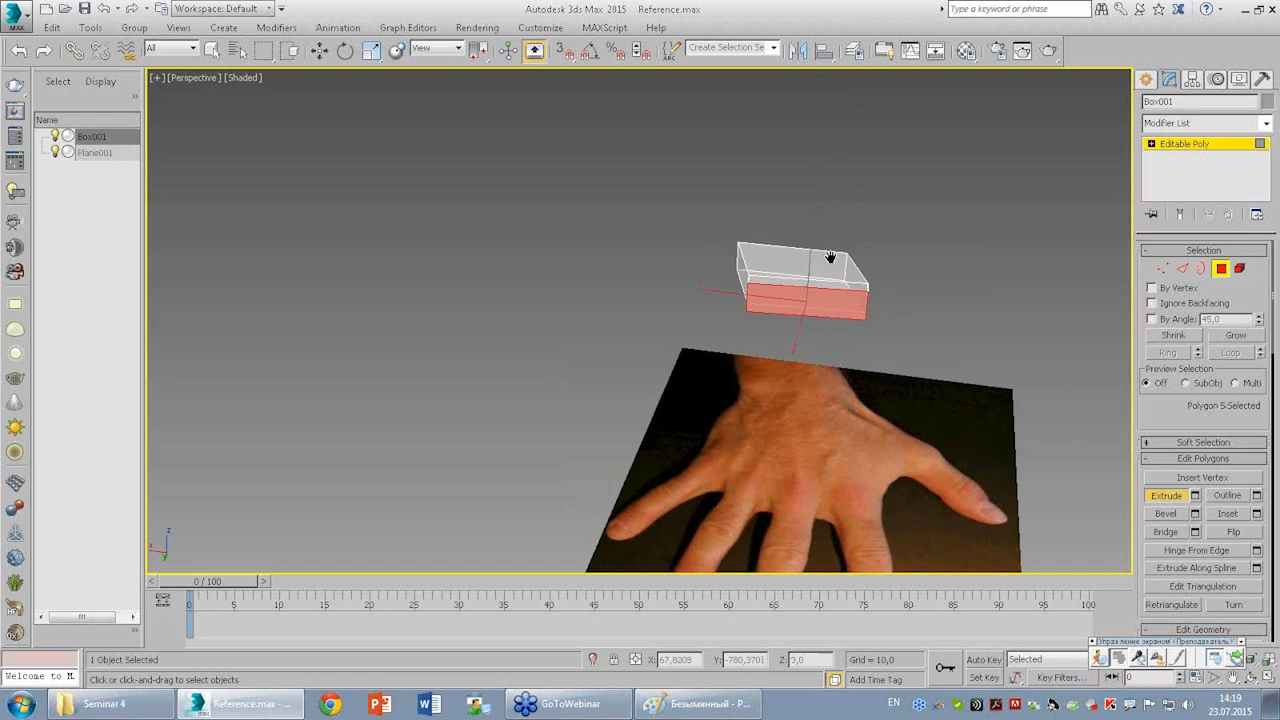 Workspace: Default
Autodesk 3ds Max 2015 Reference.max
Type a keyword or phrase
MAX
Edit Tools Group Views Create Modifiers Animation Graph Editors Rendering Customize MAXScript Help
All
View
Create Selection Se
Select Display
[+] [Perspective] [Shaded]
Name
Box001
Plane001
Box001
Modifier List
Editable Poly
Selection
By Vertex
Ignore Backfacing
By Angle: 45,0
Shrink Grow
Ring Loop
Preview Selection
Off SubObj Multi
Polygon 5 Selected
Soft Selection
Edit Polygons
Insert Vertex
Extrude Outline
Bevel Inset
Bridge Flip
Hinge From Edge
Extrude Along Spline
Edit Triangulation
Retriangulate Turn
Edit Geometry
z
x
y
0 / 100
0 5 10 15 20 25 30 35 40 45 50 55 60 65 70 75 80 85 90 95 100
Управление экраном: <Преподаватель>
1 Object Selected
X: 67,8208 Y: -780,3701 Z: 0,0
Grid = 10,0
Auto Key
Selected
Welcome to M
Click or click-and-drag to select objects
Add Time Tag
Set Key
Key Filters...
0
Seminar 4
Reference.max - ...
GoToWebinar
Безымянный - P...
EN
14:19
23.07.2015